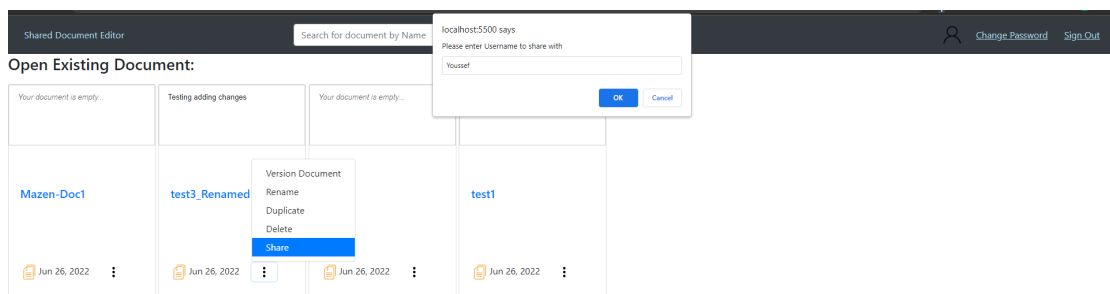 Shared Document Editor
Search for document by Name
localhost:5500 says
Please enter Username to share with
Youssef
OK
Cancel
Change Password
Sign Out
Open Existing Document:
Your document is empty...
Testing adding changes
Your document is empty...
Version Document
Rename
Duplicate
Delete
Share
Mazen-Doc1
test3_Renamed
test1
Jun 26, 2022
Jun 26, 2022
Jun 26, 2022
Jun 26, 2022